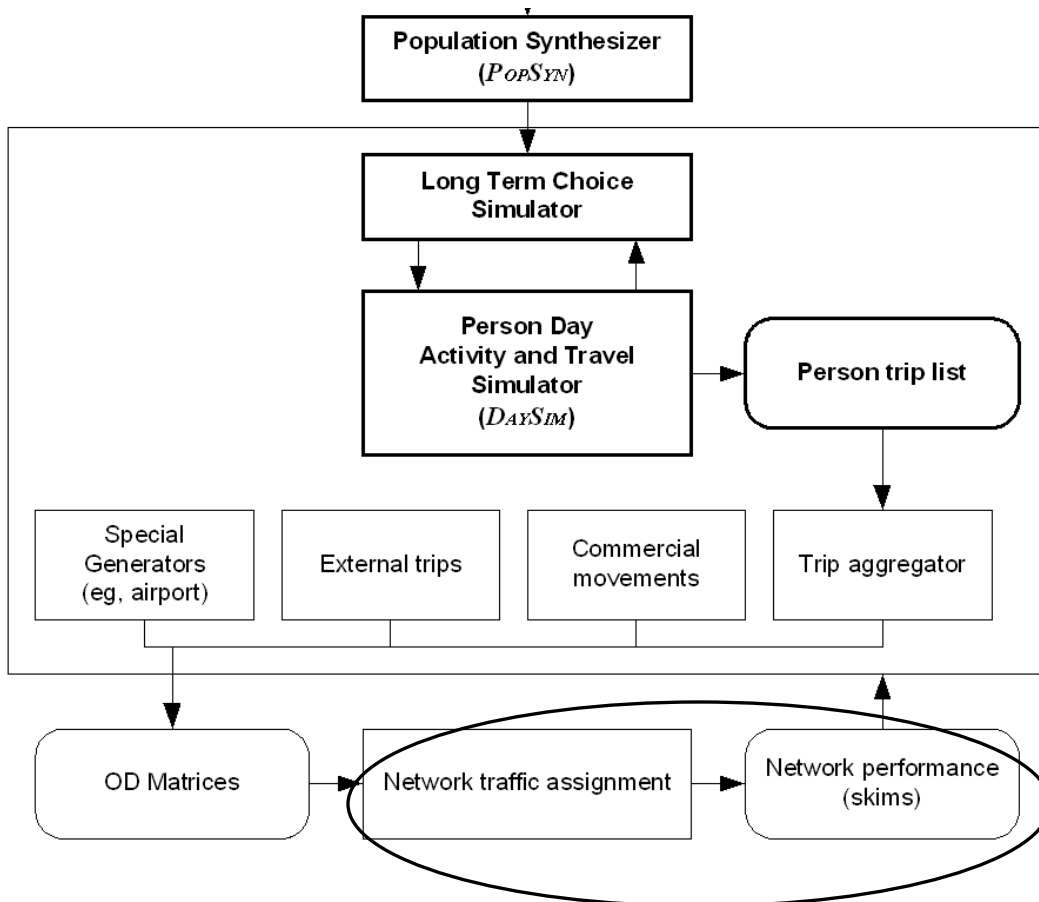 Population Synthesizer
(POPSYN)
Long Term Choice
Simulator
Person Day
Activity and Travel
Simulator
(DAYSIM)
Person trip list
Special
Generators
(eg, airport)
External trips
Commercial
movements
Trip aggregator
OD Matrices
Network traffic assignment
Network performance
(skims)